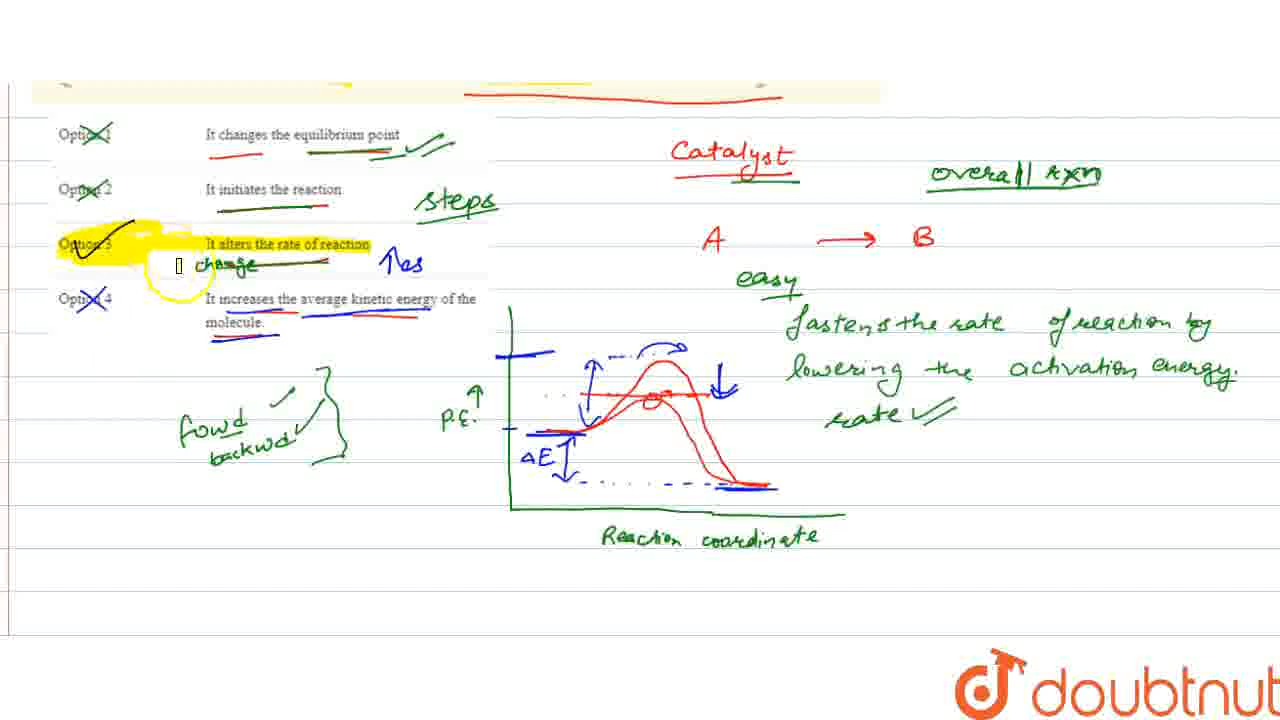 Option 1 It changes the equilibrium point
Option 2 It initiates the reaction
Option 3 It alters the rate of reaction
change
↑es
Option 4 It increases the average kinetic energy of the
molecule.
steps
Catalyst
overall rxn
A → B
easy
fastens the rate of reaction by
lowering the activation energy.
rate
fowd
backwd
P.E.
ΔE
Reaction coordinate
doubtnut